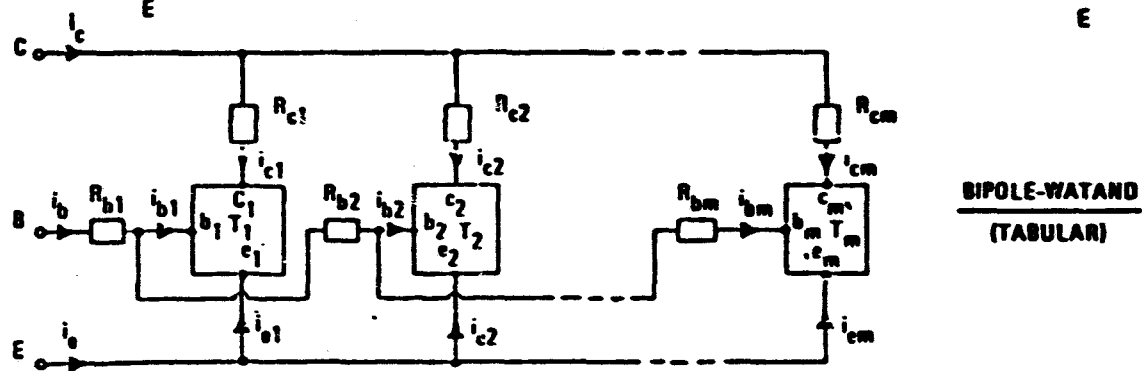 E
E
C
i_c
R_c1
R_c2
R_cm
i_c1
i_c2
i_cm
B
i_b
R_b1
i_b1
b_1
C_1
T_1
e_1
R_b2
i_b2
b_2
c_2
T_2
e_2
R_bm
i_bm
b_m
c_m
T_m
e_m
BIPOLE-WATAND
(TABULAR)
E
i_e
i_e1
i_c2
i_em